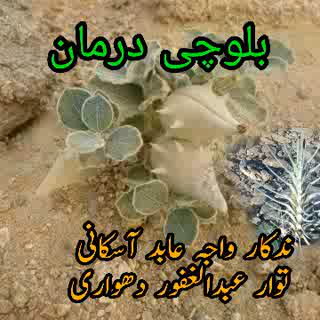 بلوچی درمان
ندکار واجہ عابد آسکانی
توار عبدالغفور دھواری